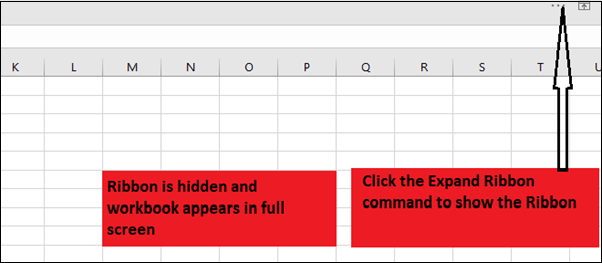 ...
K L M N O P Q R S T U
Ribbon is hidden and
workbook appears in full
screen
Click the Expand Ribbon
command to show the Ribbon